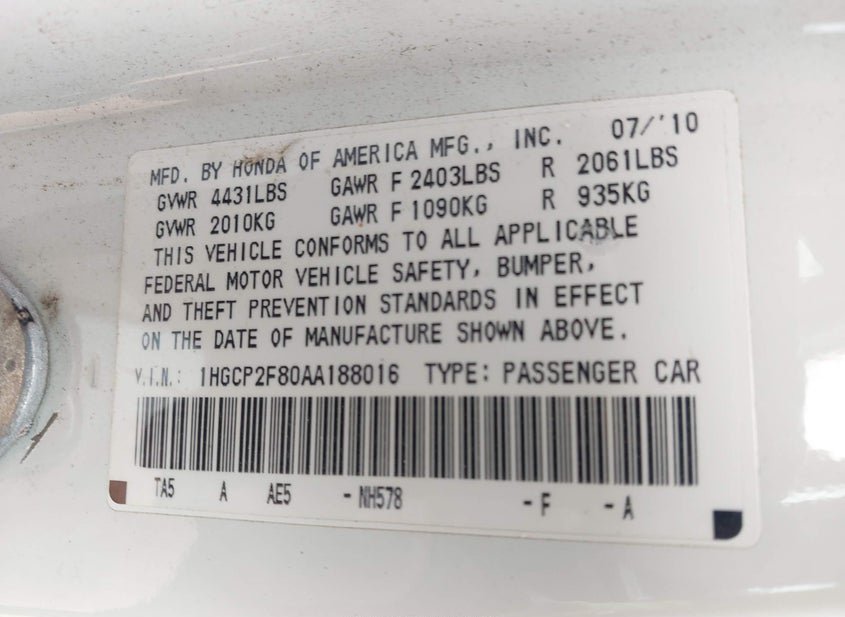 MFD. BY HONDA OF AMERICA MFG., INC. 07/'10
GVWR 4431LBS GAWR F 2403LBS R 2061LBS
GVWR 2010KG GAWR F 1090KG R 935KG
THIS VEHICLE CONFORMS TO ALL APPLICABLE
FEDERAL MOTOR VEHICLE SAFETY, BUMPER,
AND THEFT PREVENTION STANDARDS IN EFFECT
ON THE DATE OF MANUFACTURE SHOWN ABOVE.
V.I.N.: 1HGCP2F80AA188016 TYPE: PASSENGER CAR
TA5 A AE5 -NH578 -F -A